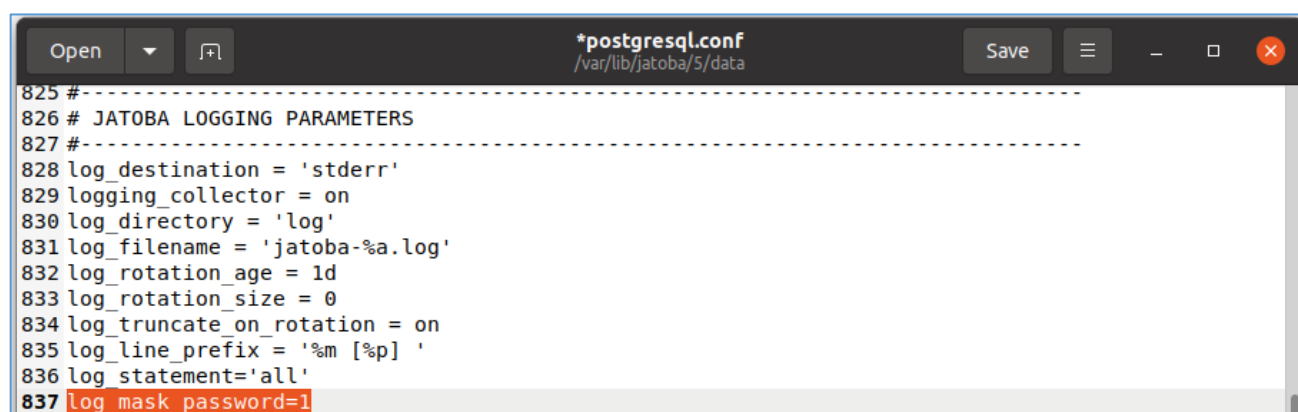 Open
*postgresql.conf
/var/lib/jatoba/5/data
Save
825 #-------------------------------------------------------------------------------
826 # JATOBA LOGGING PARAMETERS
827 #-------------------------------------------------------------------------------
828 log_destination = 'stderr'
829 logging_collector = on
830 log_directory = 'log'
831 log_filename = 'jatoba-%a.log'
832 log_rotation_age = 1d
833 log_rotation_size = 0
834 log_truncate_on_rotation = on
835 log_line_prefix = '%m [%p] '
836 log_statement='all'
837 log_mask_password=1